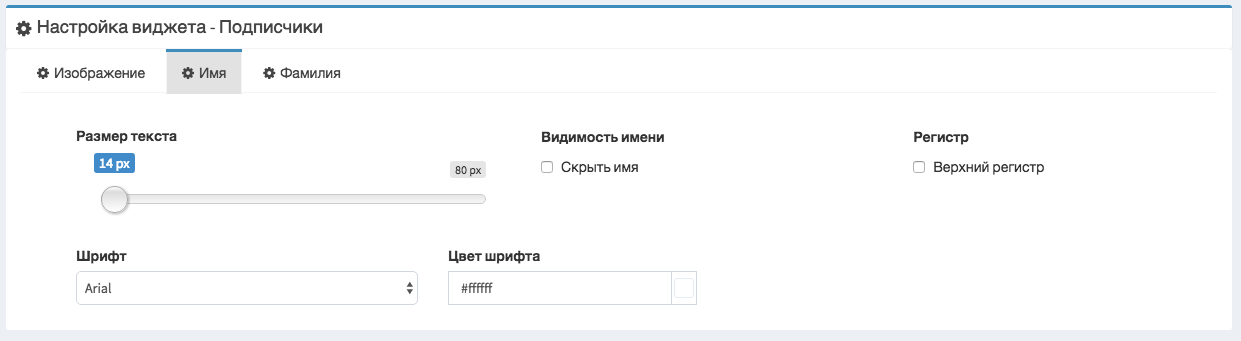 Настройка виджета - Подписчики
Изображение Имя Фамилия
Размер текста Видимость имени Регистр
14 px 80 px Скрыть имя Верхний регистр
Шрифт Цвет шрифта
Arial #ffffff